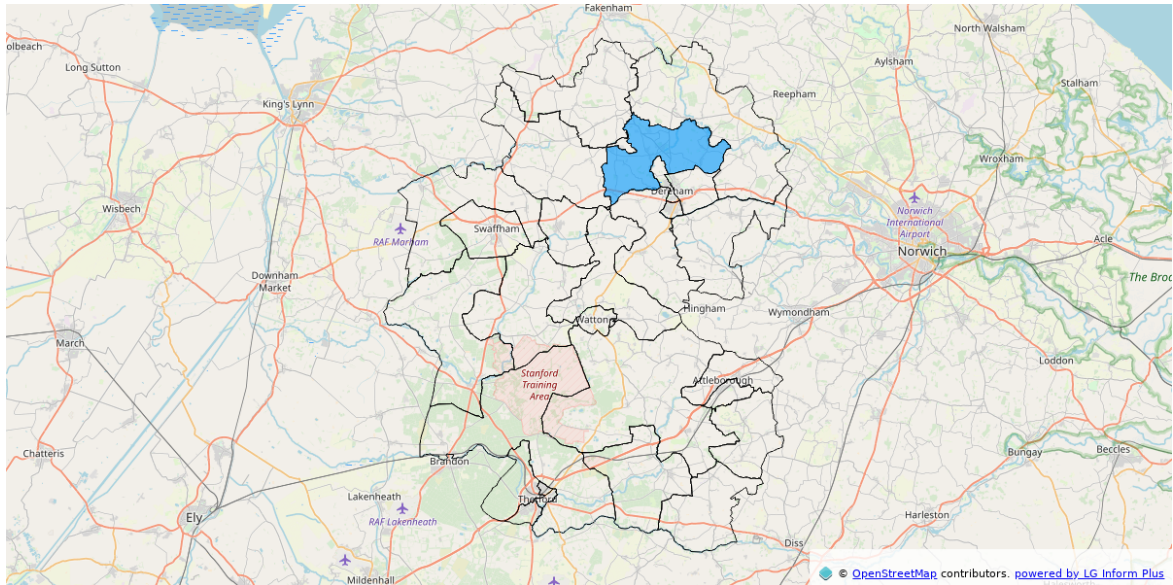 Fakenham
North Walsham
olbeach
Long Sutton
Aylsham
Stalham
King's Lynn
Reepham
Wroxham
Dereham
Wisbech
RAF Marham
Swaffham
Norwich
International
Airport
Norwich
Acle
Downham
Market
The Broa
Hingham
Wymondham
Watton
March
Loddon
Stanford
Training
Area
Attleborough
Chatteris
Brandon
Bungay
Beccles
Lakenheath
Thetford
RAF Lakenheath
Ely
Harleston
Diss
Mildenhall
© OpenStreetMap contributors. powered by LG Inform Plus